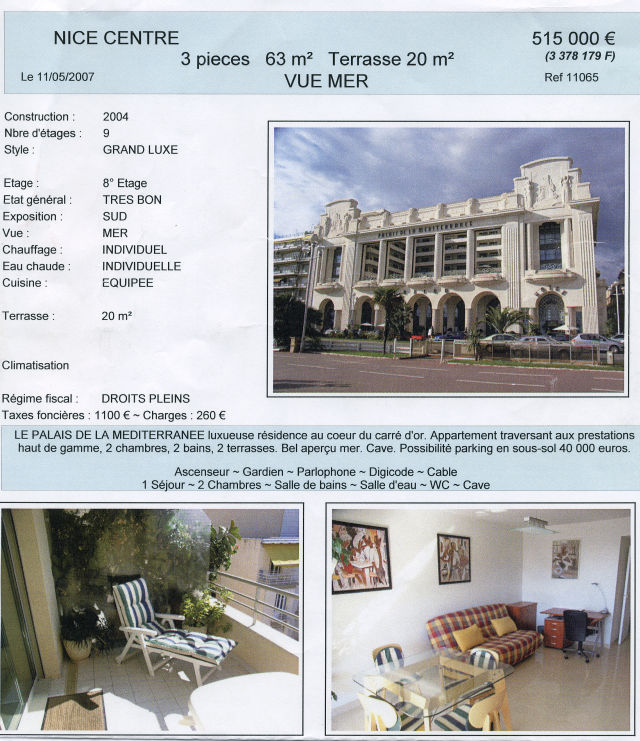 NICE CENTRE
515 000 €
3 pieces 63 m² Terrasse 20 m²
(3 378 179 F)
Le 11/05/2007
VUE MER
Ref 11065
Construction : 2004
Nbre d'étages : 9
Style : GRAND LUXE
Etage : 8° Etage
Etat général : TRES BON
Exposition : SUD
Vue : MER
Chauffage : INDIVIDUEL
Eau chaude : INDIVIDUELLE
Cuisine : EQUIPEE
Terrasse : 20 m²
Climatisation
Régime fiscal : DROITS PLEINS
Taxes foncières : 1100 € ~ Charges : 260 €
PALAIS DE LA MEDITERRANEE
LE PALAIS DE LA MEDITERRANEE luxueuse résidence au coeur du carré d'or. Appartement traversant aux prestations
haut de gamme, 2 chambres, 2 bains, 2 terrasses. Bel aperçu mer. Cave. Possibilité parking en sous-sol 40 000 euros.
Ascenseur ~ Gardien ~ Parlophone ~ Digicode ~ Cable
1 Séjour ~ 2 Chambres ~ Salle de bains ~ Salle d'eau ~ WC ~ Cave